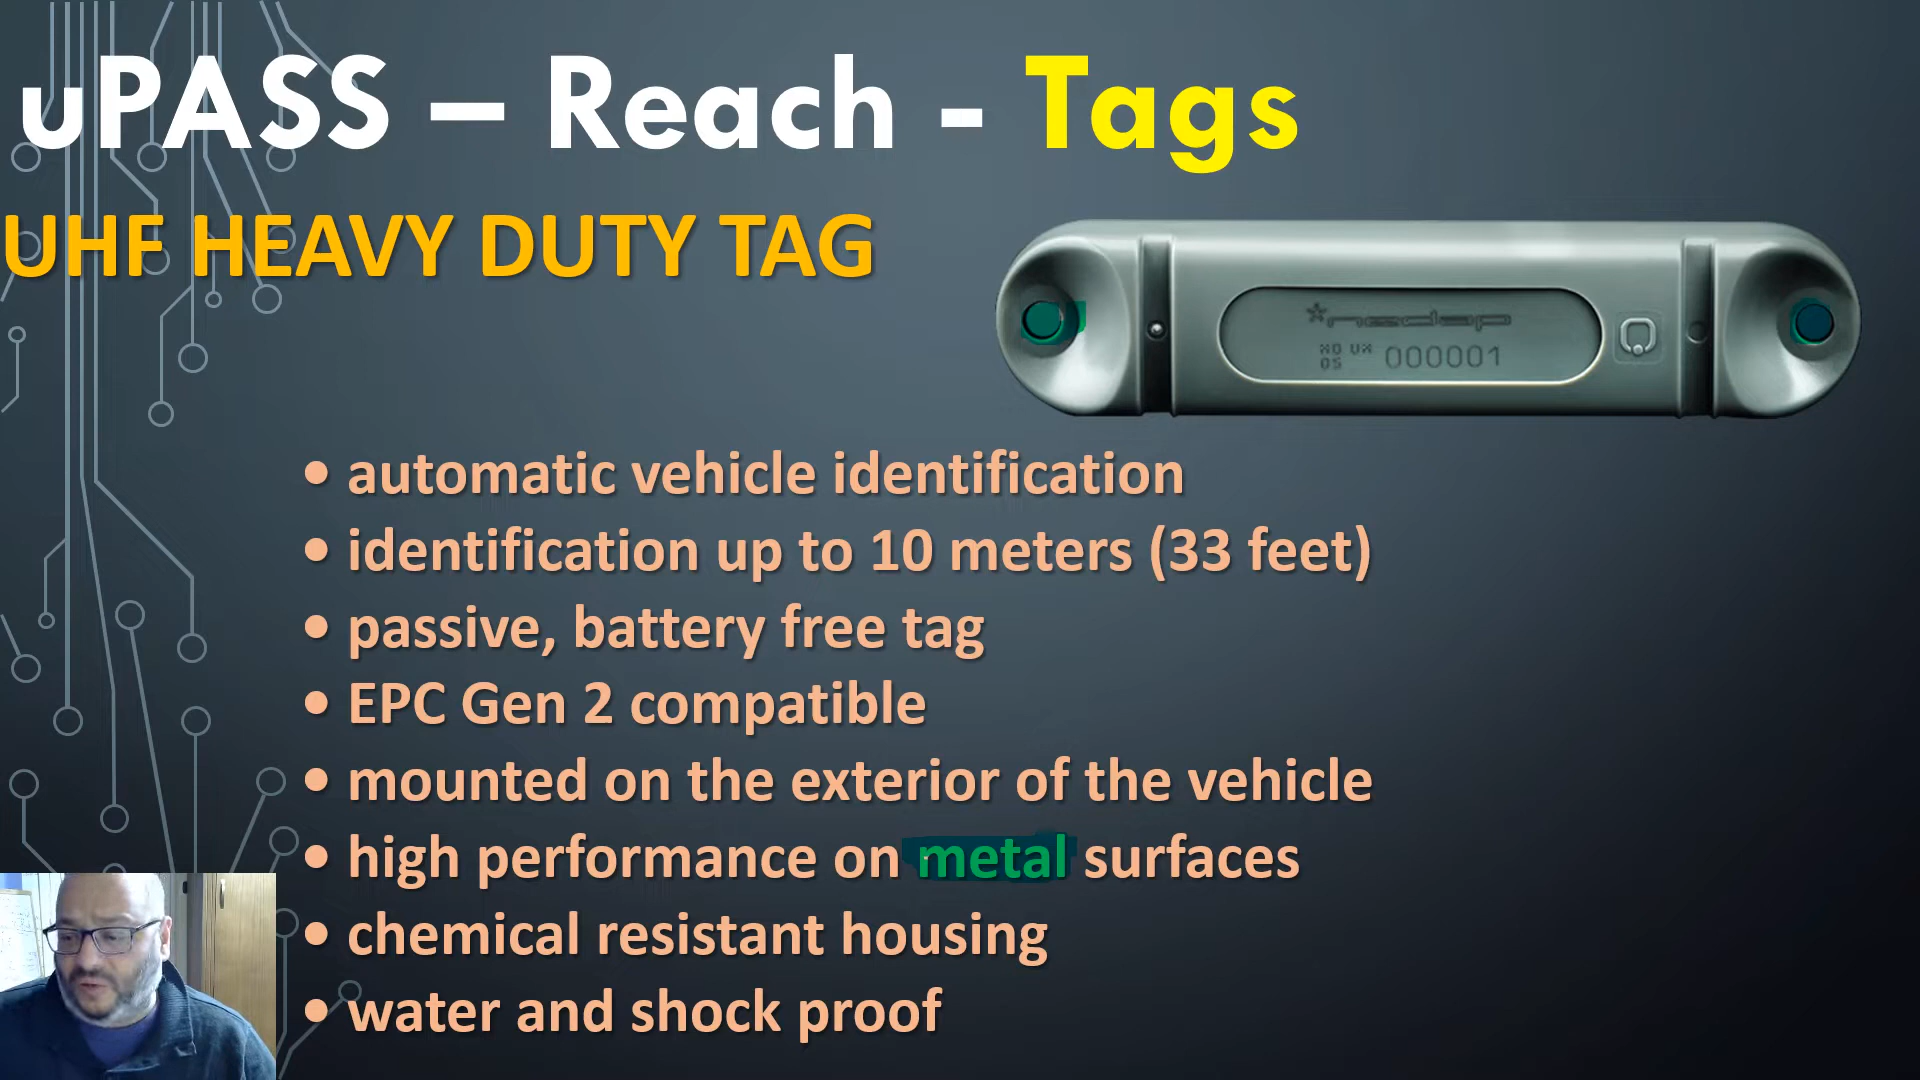 uPASS – Reach - Tags
UHF HEAVY DUTY TAG
*nedap
000001
• automatic vehicle identification
• identification up to 10 meters (33 feet)
• passive, battery free tag
• EPC Gen 2 compatible
• mounted on the exterior of the vehicle
• high performance on metal surfaces
• chemical resistant housing
• water and shock proof